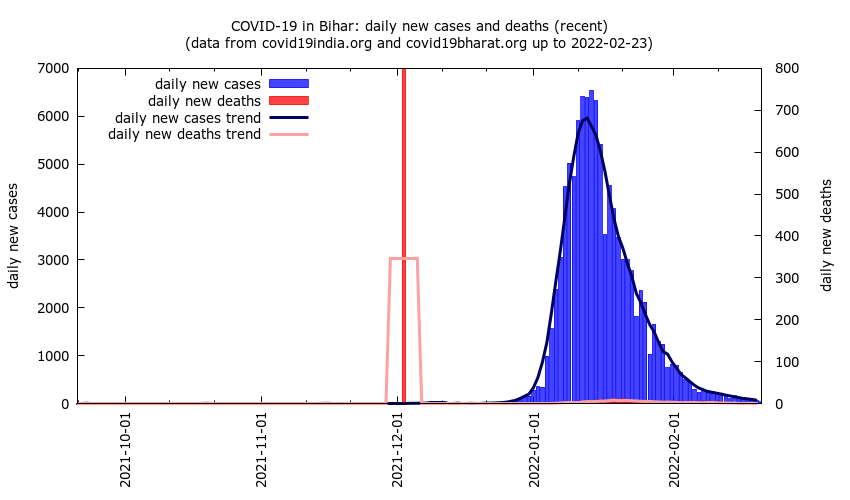 COVID-19 in Bihar: daily new cases and deaths (recent)
(data from covid19india.org and covid19bharat.org up to 2022-02-23)
daily new cases
daily new deaths
daily new cases trend
daily new deaths trend
7000
6000
5000
4000
3000
2000
1000
0
daily new cases
800
700
600
500
400
300
200
100
0
daily new deaths
2021-10-01
2021-11-01
2021-12-01
2022-01-01
2022-02-01